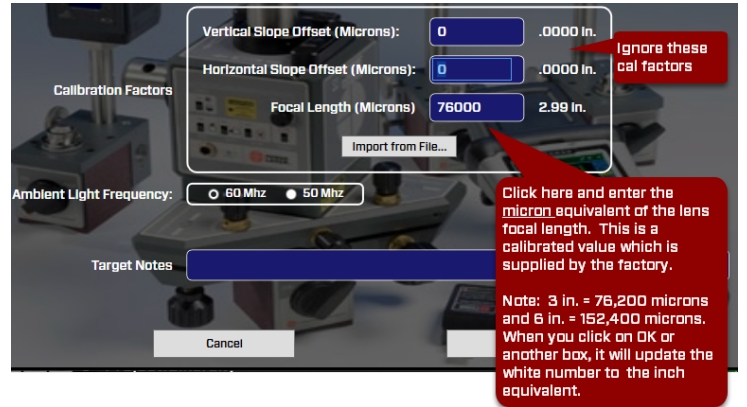 Vertical Slope Offset (Microns): 0 .0000 In.
Ignore these
cal factors
Horizontal Slope Offset (Microns): 0 .0000 In.
Calibration Factors
Focal Length (Microns) 76000 2.99 In.
Import from File...
Ambient Light Frequency: 60 Mhz 50 Mhz
Click here and enter the
micron equivalent of the lens
focal length. This is a
calibrated value which is
supplied by the factory.
Target Notes
Note: 3 in. = 76,200 microns
and 6 in. = 152,400 microns.
When you click on OK or
another box, it will update the
white number to the inch
equivalent.
Cancel